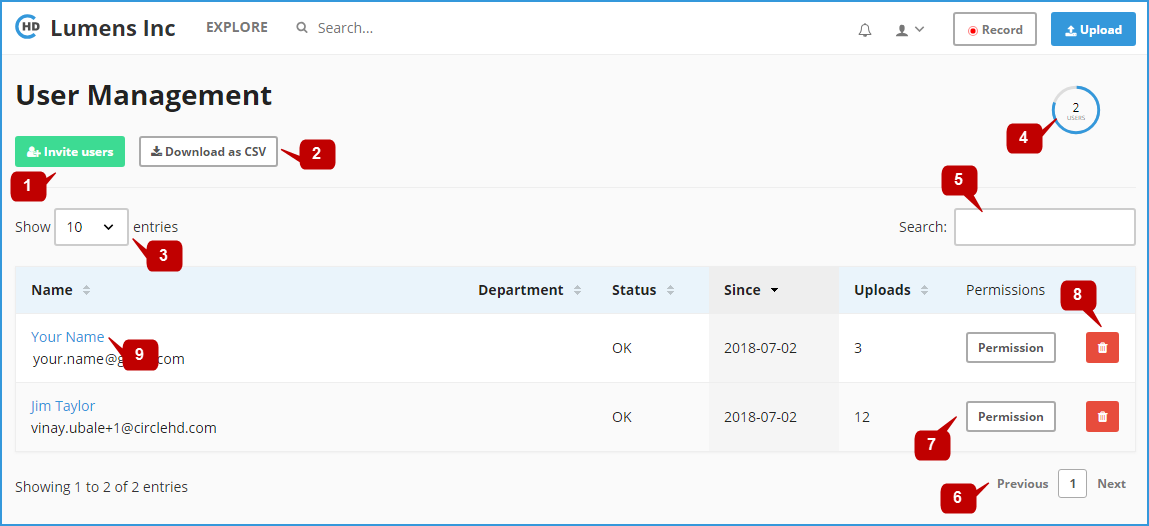 HD Lumens Inc EXPLORE Search... Record Upload
User Management
2
USERS
4
Invite users Download as CSV 2
1 5
Show 10 entries Search:
3
Name Department Status Since Uploads Permissions 8
Your Name
9
your.name@g .com OK 2018-07-02 3 Permission
Jim Taylor
vinay.ubale+1@circlehd.com OK 2018-07-02 12 Permission
7
Showing 1 to 2 of 2 entries 6 Previous 1 Next